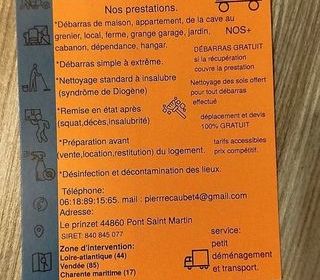 Nos prestations.
*Débarras de maison, appartement, de la cave au
grenier, local, ferme, grange garage, jardin,
cabanon, dépendance, hangar.
*Débarras simple à extrême.
*Nettoyage standard à insalubre
(syndrome de Diogène)
*Remise en état après
(squat,décès,insalubrité)
*Préparation avant
(vente,location,restitution) du logement.
*Désinfection et décontamination des lieux.
NOS+
DÉBARRAS GRATUIT
si la récupération
couvre la prestation
Nettoyage des sols offert
pour tout débarras
effectué
déplacement et devis
100% GRATUIT
tarifs accessibles
prix compétitif.
Téléphone:
06:18:89:15:65. mail : pierrrecaubet4@gmail.com
Adresse:
Le prinzet 44860 Pont Saint Martin
SIRET: 840 845 077
Zone d'intervention:
Loire-atlantique (44)
Vendée (85)
Charente maritime (17)
service:
petit
déménagement
et transport.